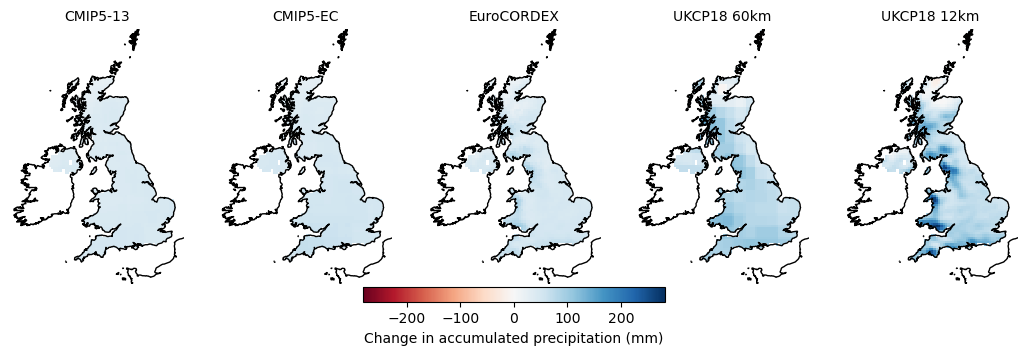 CMIP5-13 CMIP5-EC EuroCORDEX UKCP18 60km UKCP18 12km
−200 −100 0 100 200
Change in accumulated precipitation (mm)